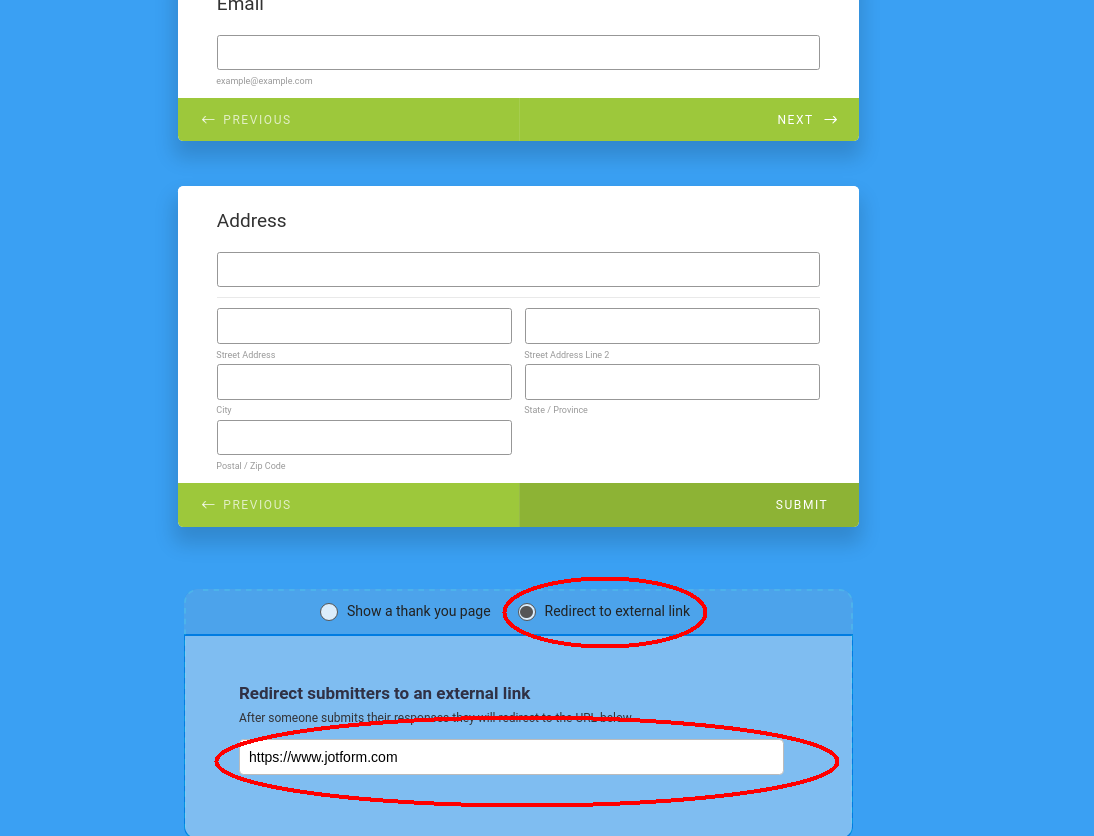 Email
example@example.com
← PREVIOUS NEXT →
Address
Street Address Street Address Line 2
City State / Province
Postal / Zip Code
← PREVIOUS SUBMIT
Show a thank you page Redirect to external link
Redirect submitters to an external link
After someone submits their responses they will redirect to the URL below.
https://www.jotform.com